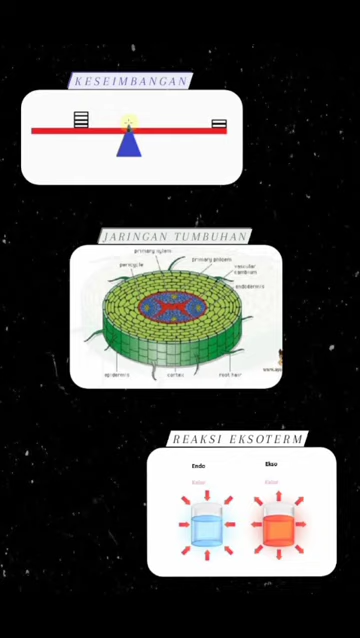 KESEIMBANGAN
JARINGAN TUMBUHAN
primary xylem
primary phloem
pericycle
vascular
cambium
endodermis
epidermis
cortex
root hair
REAKSI EKSOTERM
Endo
Ekso
Kalor
Kalor